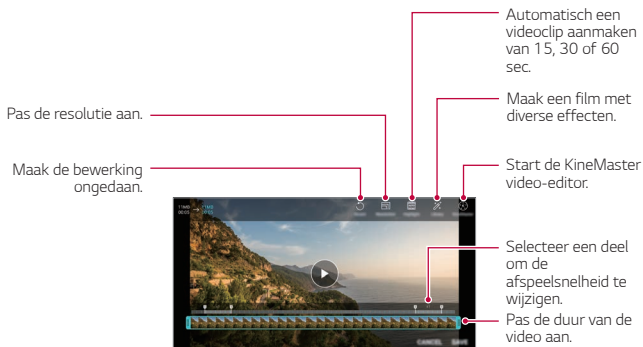 Automatisch een
videoclip aanmaken
van 15, 30 of 60
sec.
Pas de resolutie aan.
Maak een film met
diverse effecten.
Maak de bewerking
ongedaan.
Start de KineMaster
video-editor.
Selecteer een deel
om de
afspeelsnelheid te
wijzigen.
Pas de duur van de
video aan.
CANCEL SAVE